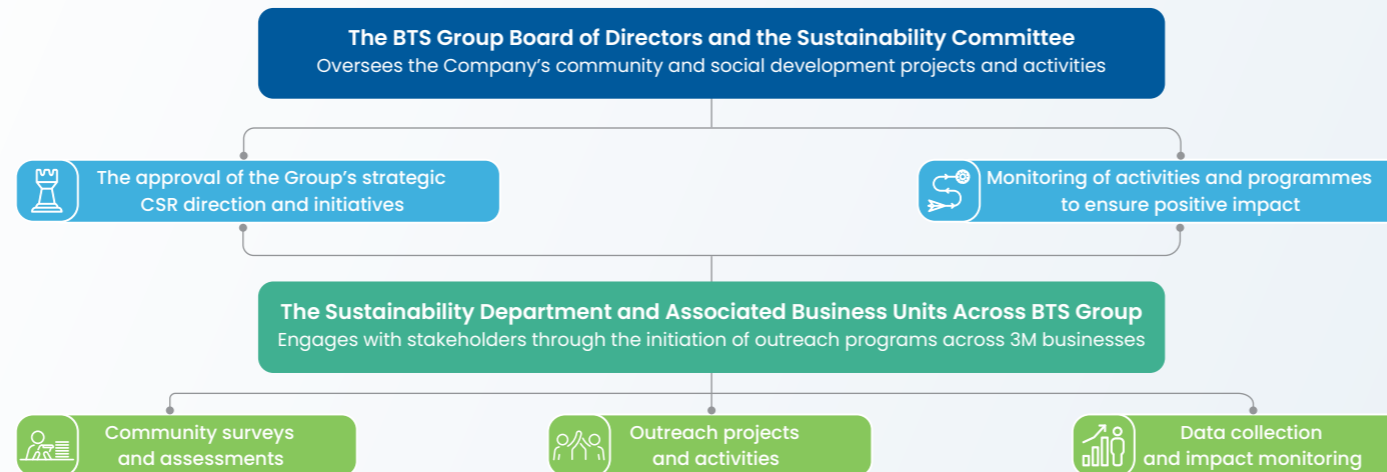 The BTS Group Board of Directors and the Sustainability Committee
Oversees the Company's community and social development projects and activities
The approval of the Group's strategic
CSR direction and initiatives
Monitoring of activities and programmes
to ensure positive impact
The Sustainability Department and Associated Business Units Across BTS Group
Engages with stakeholders through the initiation of outreach programs across 3M businesses
Community surveys
and assessments
Outreach projects
and activities
Data collection
and impact monitoring